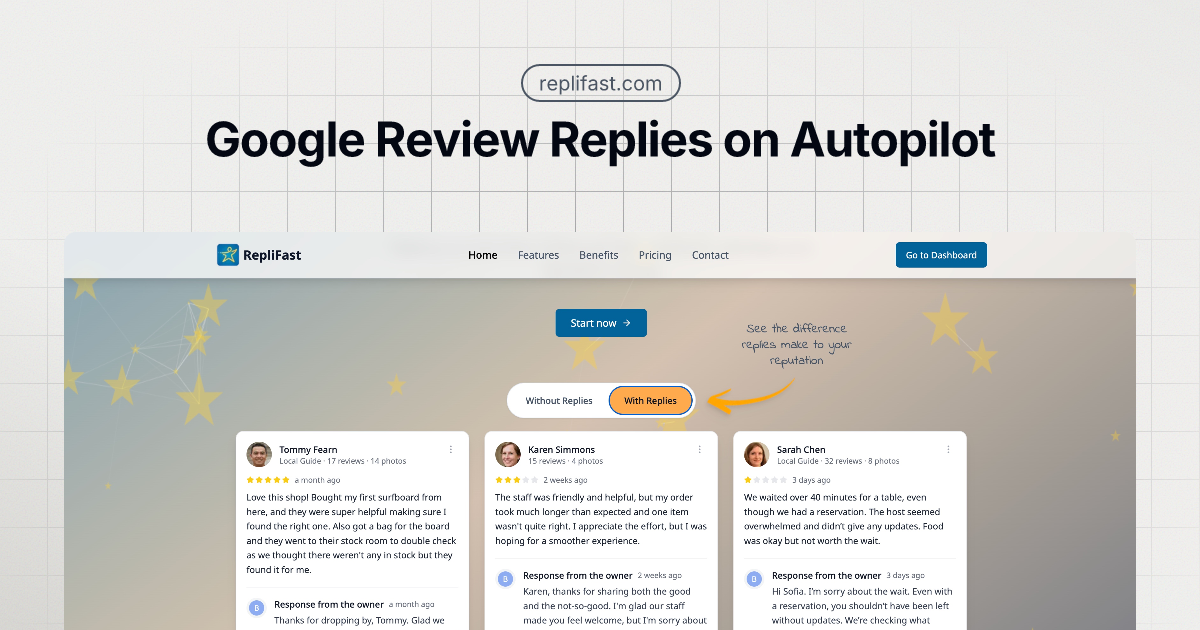 replifast.com
Google Review Replies on Autopilot
RepliFast
Home Features Benefits Pricing Contact
Go to Dashboard
Start now →
See the difference
replies make to your
reputation
Without Replies With Replies
Tommy Fearn
Local Guide · 17 reviews · 14 photos
a month ago
Love this shop! Bought my first surfboard from
here, and they were super helpful making sure I
found the right one. Also got a bag for the board
and they went to their stock room to double check
as we thought there weren't any in stock but they
found it for me.
B
Response from the owner a month ago
Thanks for dropping by, Tommy. Glad we
Karen Simmons
15 reviews · 4 photos
2 weeks ago
The staff was friendly and helpful, but my order
took much longer than expected and one item
wasn't quite right. I appreciate the effort, but I was
hoping for a smoother experience.
B
Response from the owner 2 weeks ago
Karen, thanks for sharing both the good
and the not-so-good. I'm glad our staff
made you feel welcome, but I'm sorry about
Sarah Chen
Local Guide · 32 reviews · 8 photos
3 days ago
We waited over 40 minutes for a table, even
though we had a reservation. The host seemed
overwhelmed and didn't give any updates. Food
was okay but not worth the wait.
B
Response from the owner 3 days ago
Hi Sofia. I'm sorry about the wait. Even with
a reservation, you shouldn't have been left
without updates. We're checking what